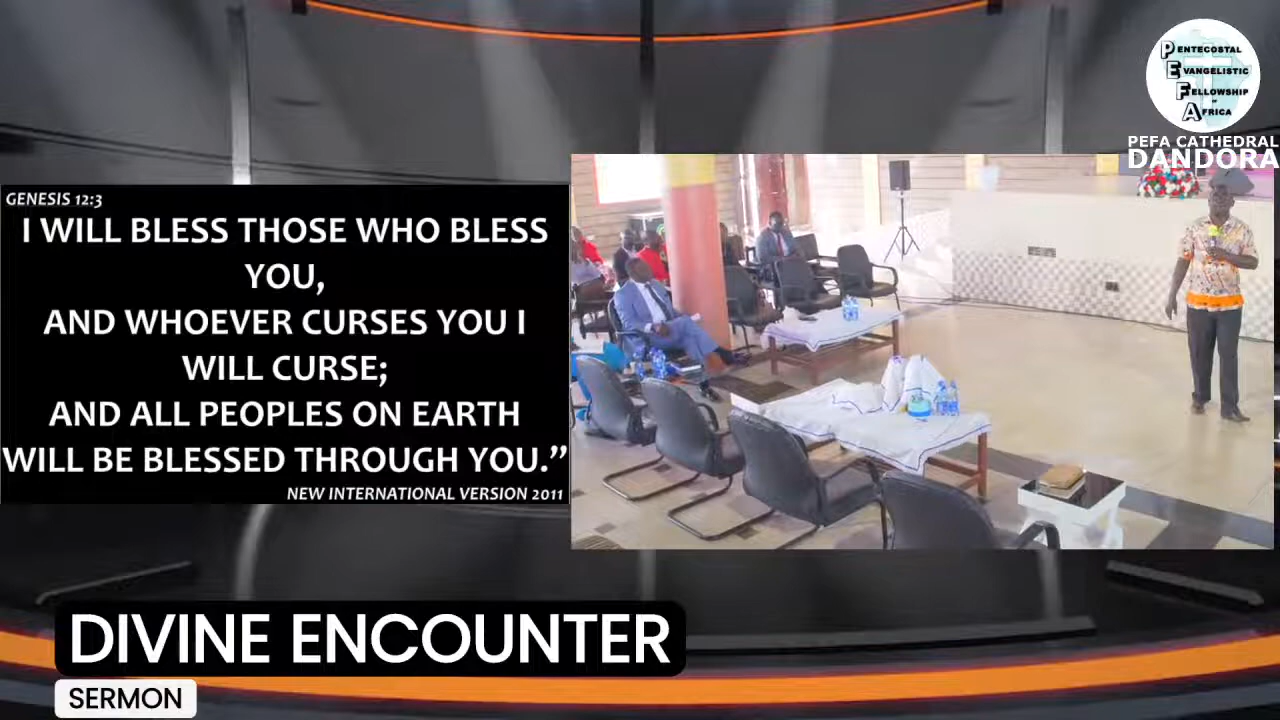 PENTECOSTAL
EVANGELISTIC
FELLOWSHIP
OF
AFRICA
PEFA CATHEDRAL
DANDORA
GENESIS 12:3
I WILL BLESS THOSE WHO BLESS
YOU,
AND WHOEVER CURSES YOU I
WILL CURSE;
AND ALL PEOPLES ON EARTH
WILL BE BLESSED THROUGH YOU.”
NEW INTERNATIONAL VERSION 2011
DIVINE ENCOUNTER
SERMON